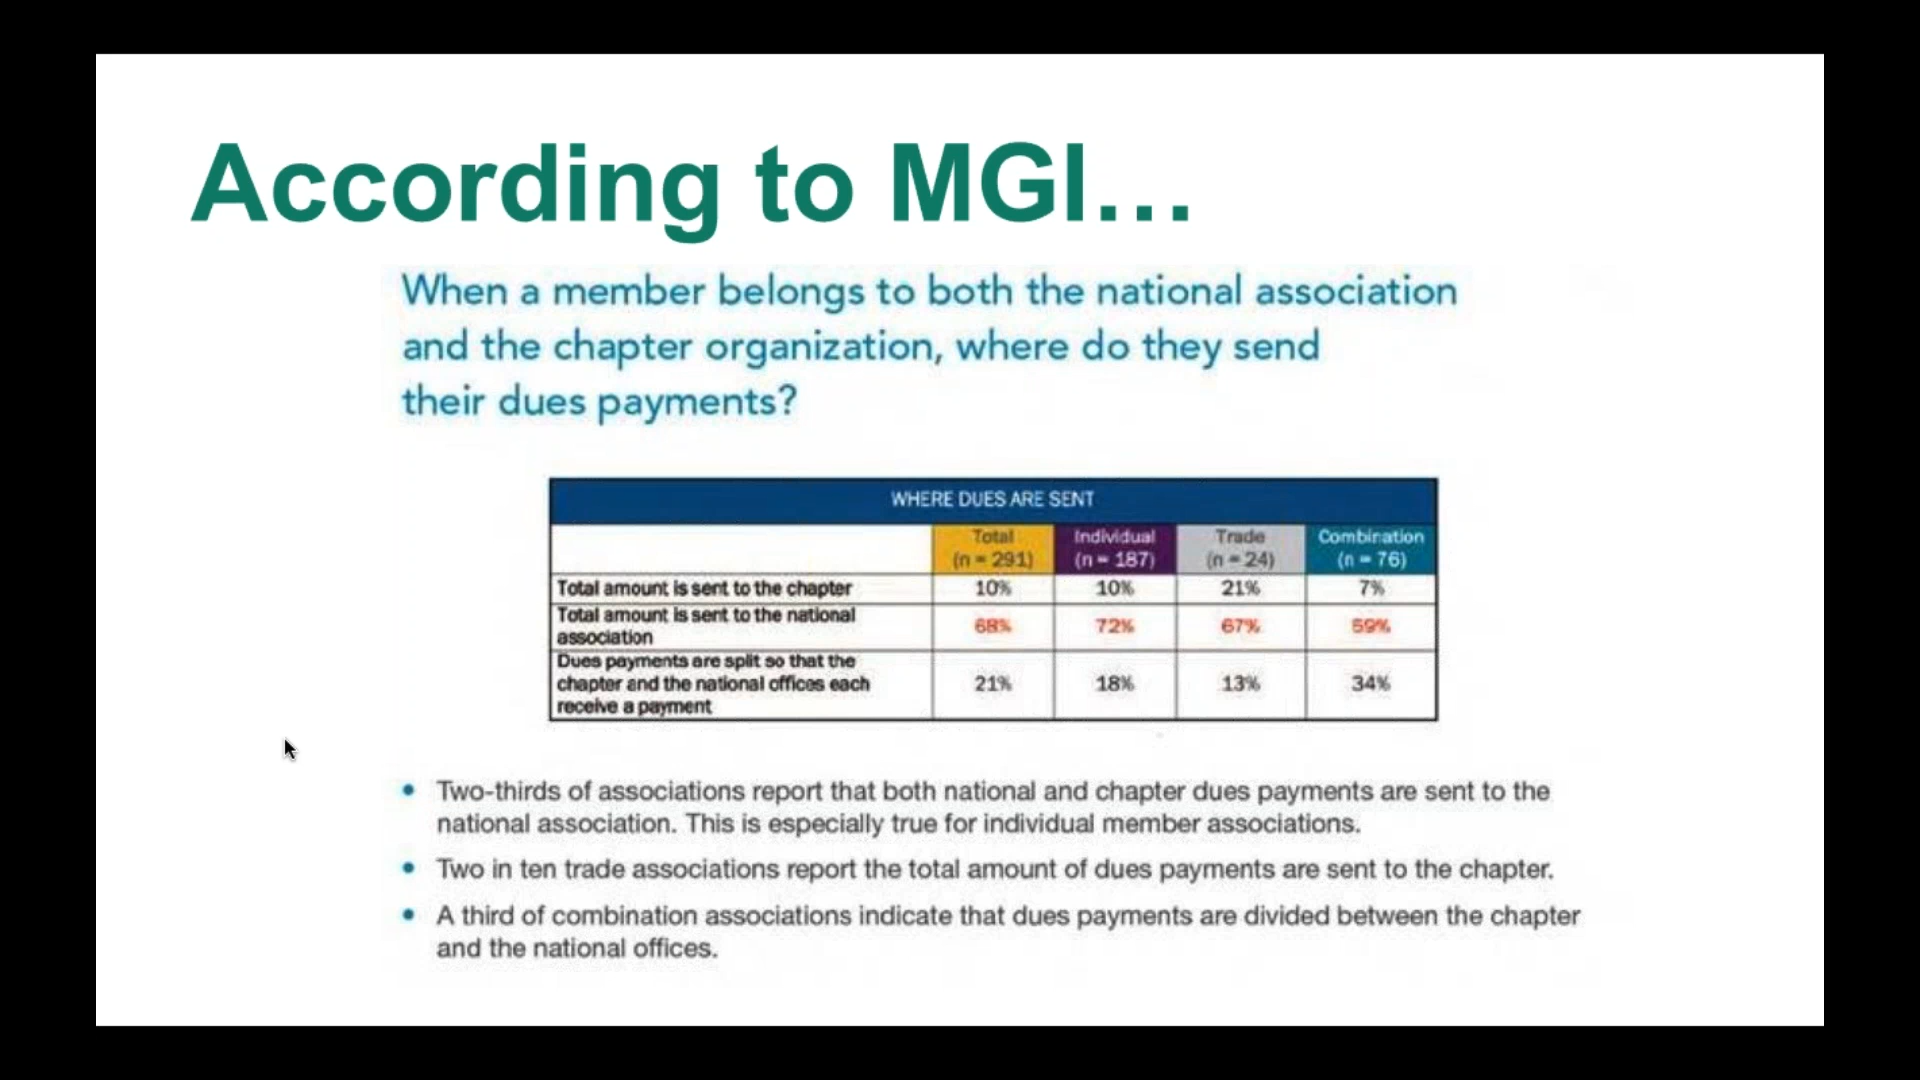 According to MGI...
When a member belongs to both the national association
and the chapter organization, where do they send
their dues payments?
WHERE DUES ARE SENT
Total Individual Trade Combination
(n = 291) (n = 187) (n = 24) (n = 76)
Total amount is sent to the chapter 10% 10% 21% 7%
Total amount is sent to the national
association 68% 72% 67% 59%
Dues payments are split so that the
chapter and the national offices each 21% 18% 13% 34%
receive a payment
• Two-thirds of associations report that both national and chapter dues payments are sent to the
national association. This is especially true for individual member associations.
• Two in ten trade associations report the total amount of dues payments are sent to the chapter.
• A third of combination associations indicate that dues payments are divided between the chapter
and the national offices.